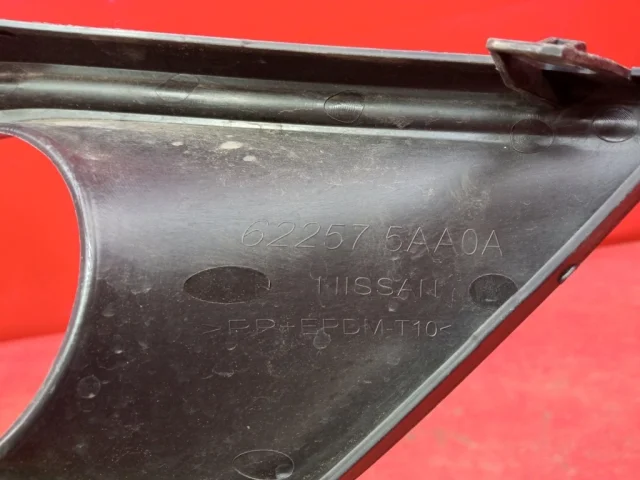 62257 5AA0A
NISSAN
>PP+EPDM-T10<